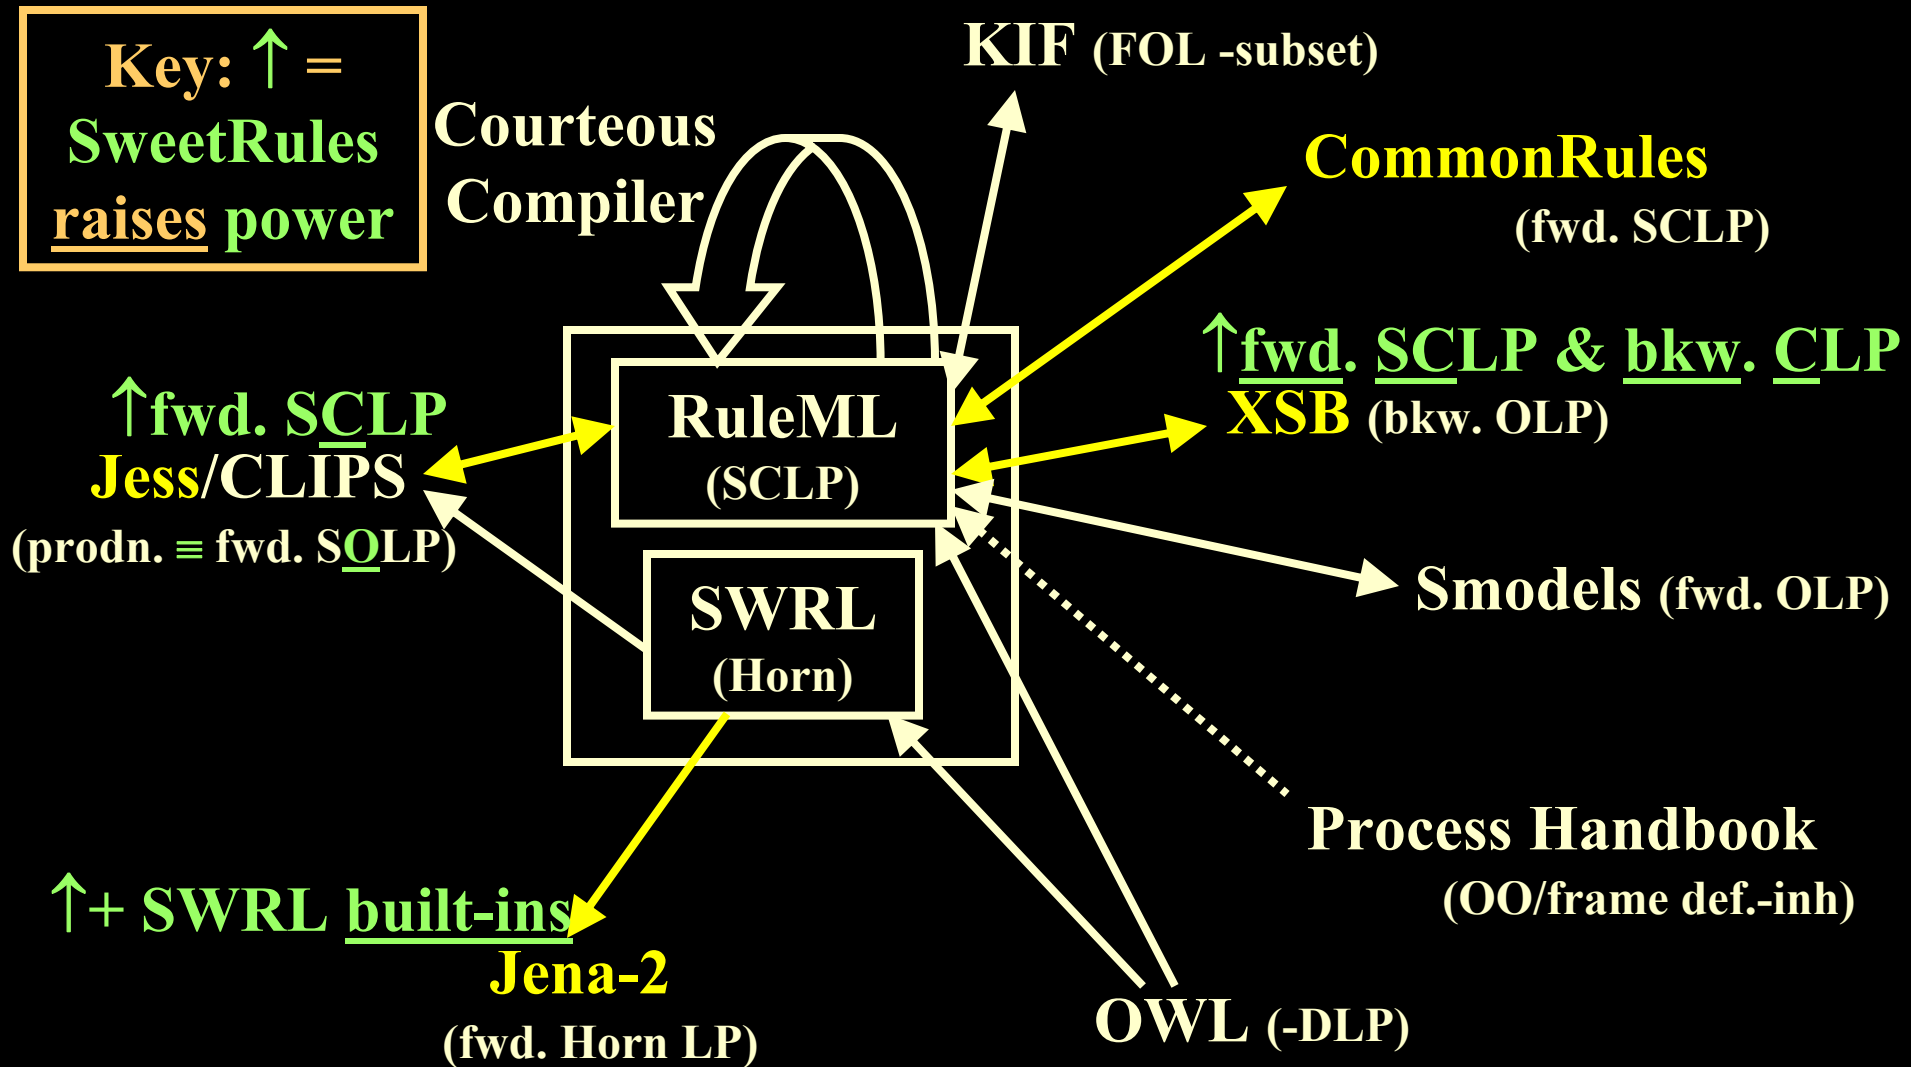 Key: ↑ =
SweetRules
raises power
Courteous
Compiler
KIF (FOL -subset)
CommonRules
(fwd. SCLP)
↑fwd. SCLP & bkw. CLP
XSB (bkw. OLP)
↑fwd. SCLP
Jess/CLIPS
(prodn. ≡ fwd. SOLP)
RuleML
(SCLP)
SWRL
(Horn)
Smodels (fwd. OLP)
Process Handbook
(OO/frame def.-inh)
↑+ SWRL built-ins
Jena-2
(fwd. Horn LP)
OWL (-DLP)